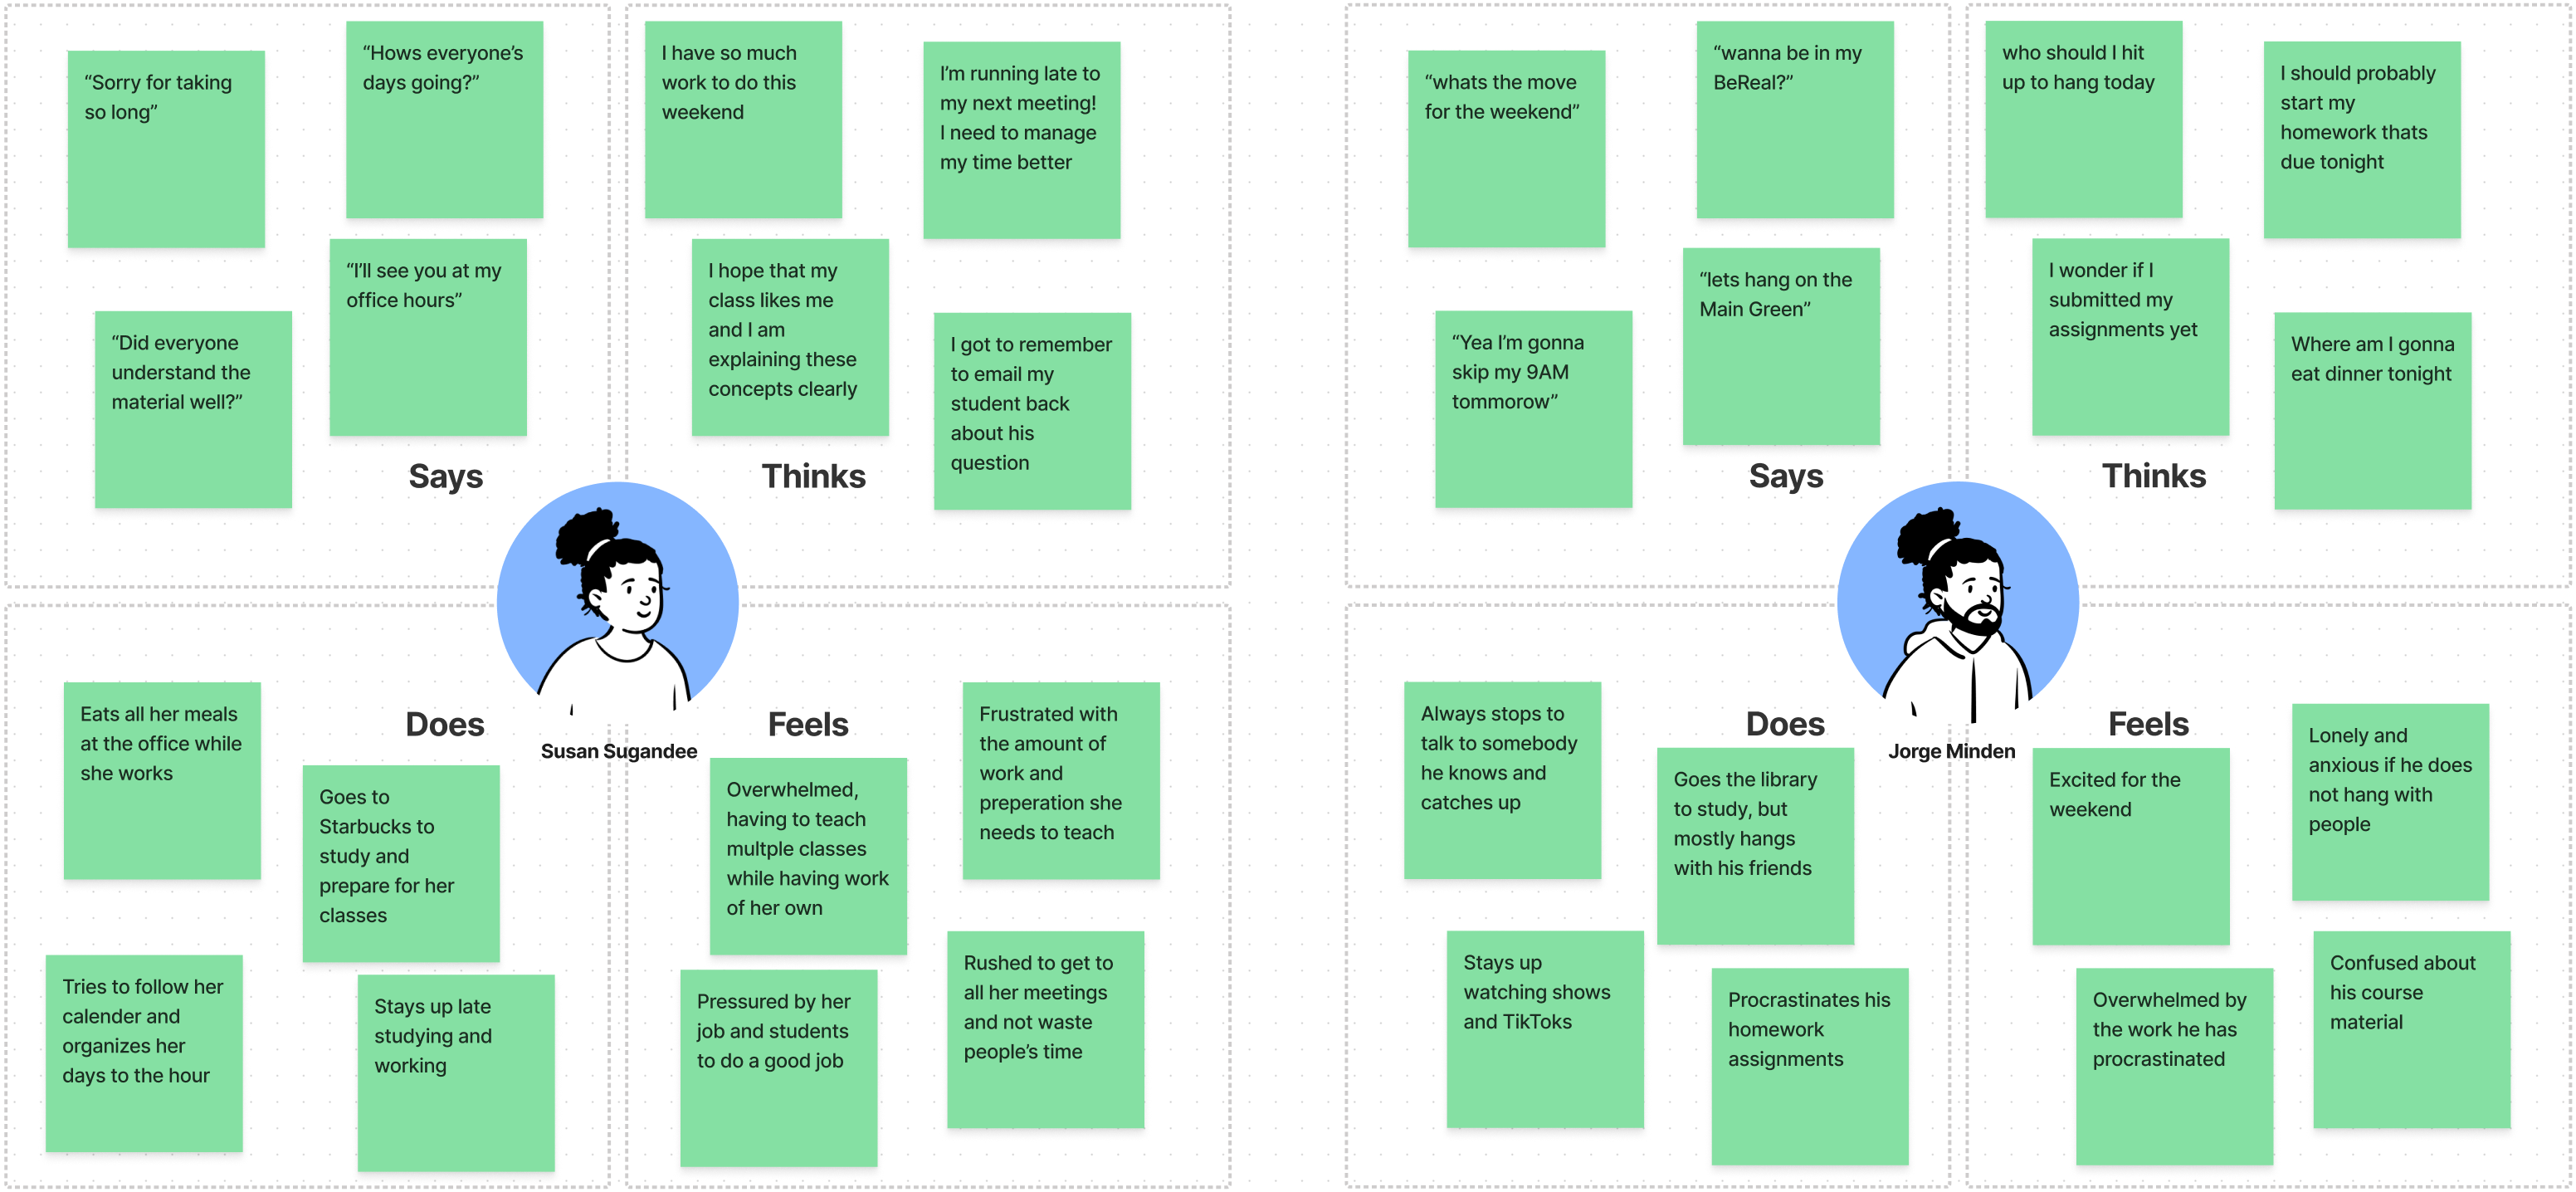 “Sorry for taking
so long”
“Hows everyone’s
days going?”
“Did everyone
understand the
material well?”
“I’ll see you at my
office hours”
Says
I have so much
work to do this
weekend
I’m running late to
my next meeting!
I need to manage
my time better
I hope that my
class likes me
and I am
explaining these
concepts clearly
I got to remember
to email my
student back
about his
question
Thinks
Does
Eats all her meals
at the office while
she works
Goes to
Starbucks to
study and
prepare for her
classes
Tries to follow her
calender and
organizes her
days to the hour
Stays up late
studying and
working
Susan Sugandee
Feels
Overwhelmed,
having to teach
multple classes
while having work
of her own
Frustrated with
the amount of
work and
preperation she
needs to teach
Pressured by her
job and students
to do a good job
Rushed to get to
all her meetings
and not waste
people’s time
“whats the move
for the weekend”
“wanna be in my
BeReal?”
“Yea I’m gonna
skip my 9AM
tommorow”
“lets hang on the
Main Green”
Says
who should I hit
up to hang today
I should probably
start my
homework thats
due tonight
I wonder if I
submitted my
assignments yet
Where am I gonna
eat dinner tonight
Thinks
Does
Always stops to
talk to somebody
he knows and
catches up
Goes the library
to study, but
mostly hangs
with his friends
Stays up
watching shows
and TikToks
Procrastinates his
homework
assignments
Jorge Minden
Feels
Excited for the
weekend
Lonely and
anxious if he does
not hang with
people
Overwhelmed by
the work he has
procrastinated
Confused about
his course
material